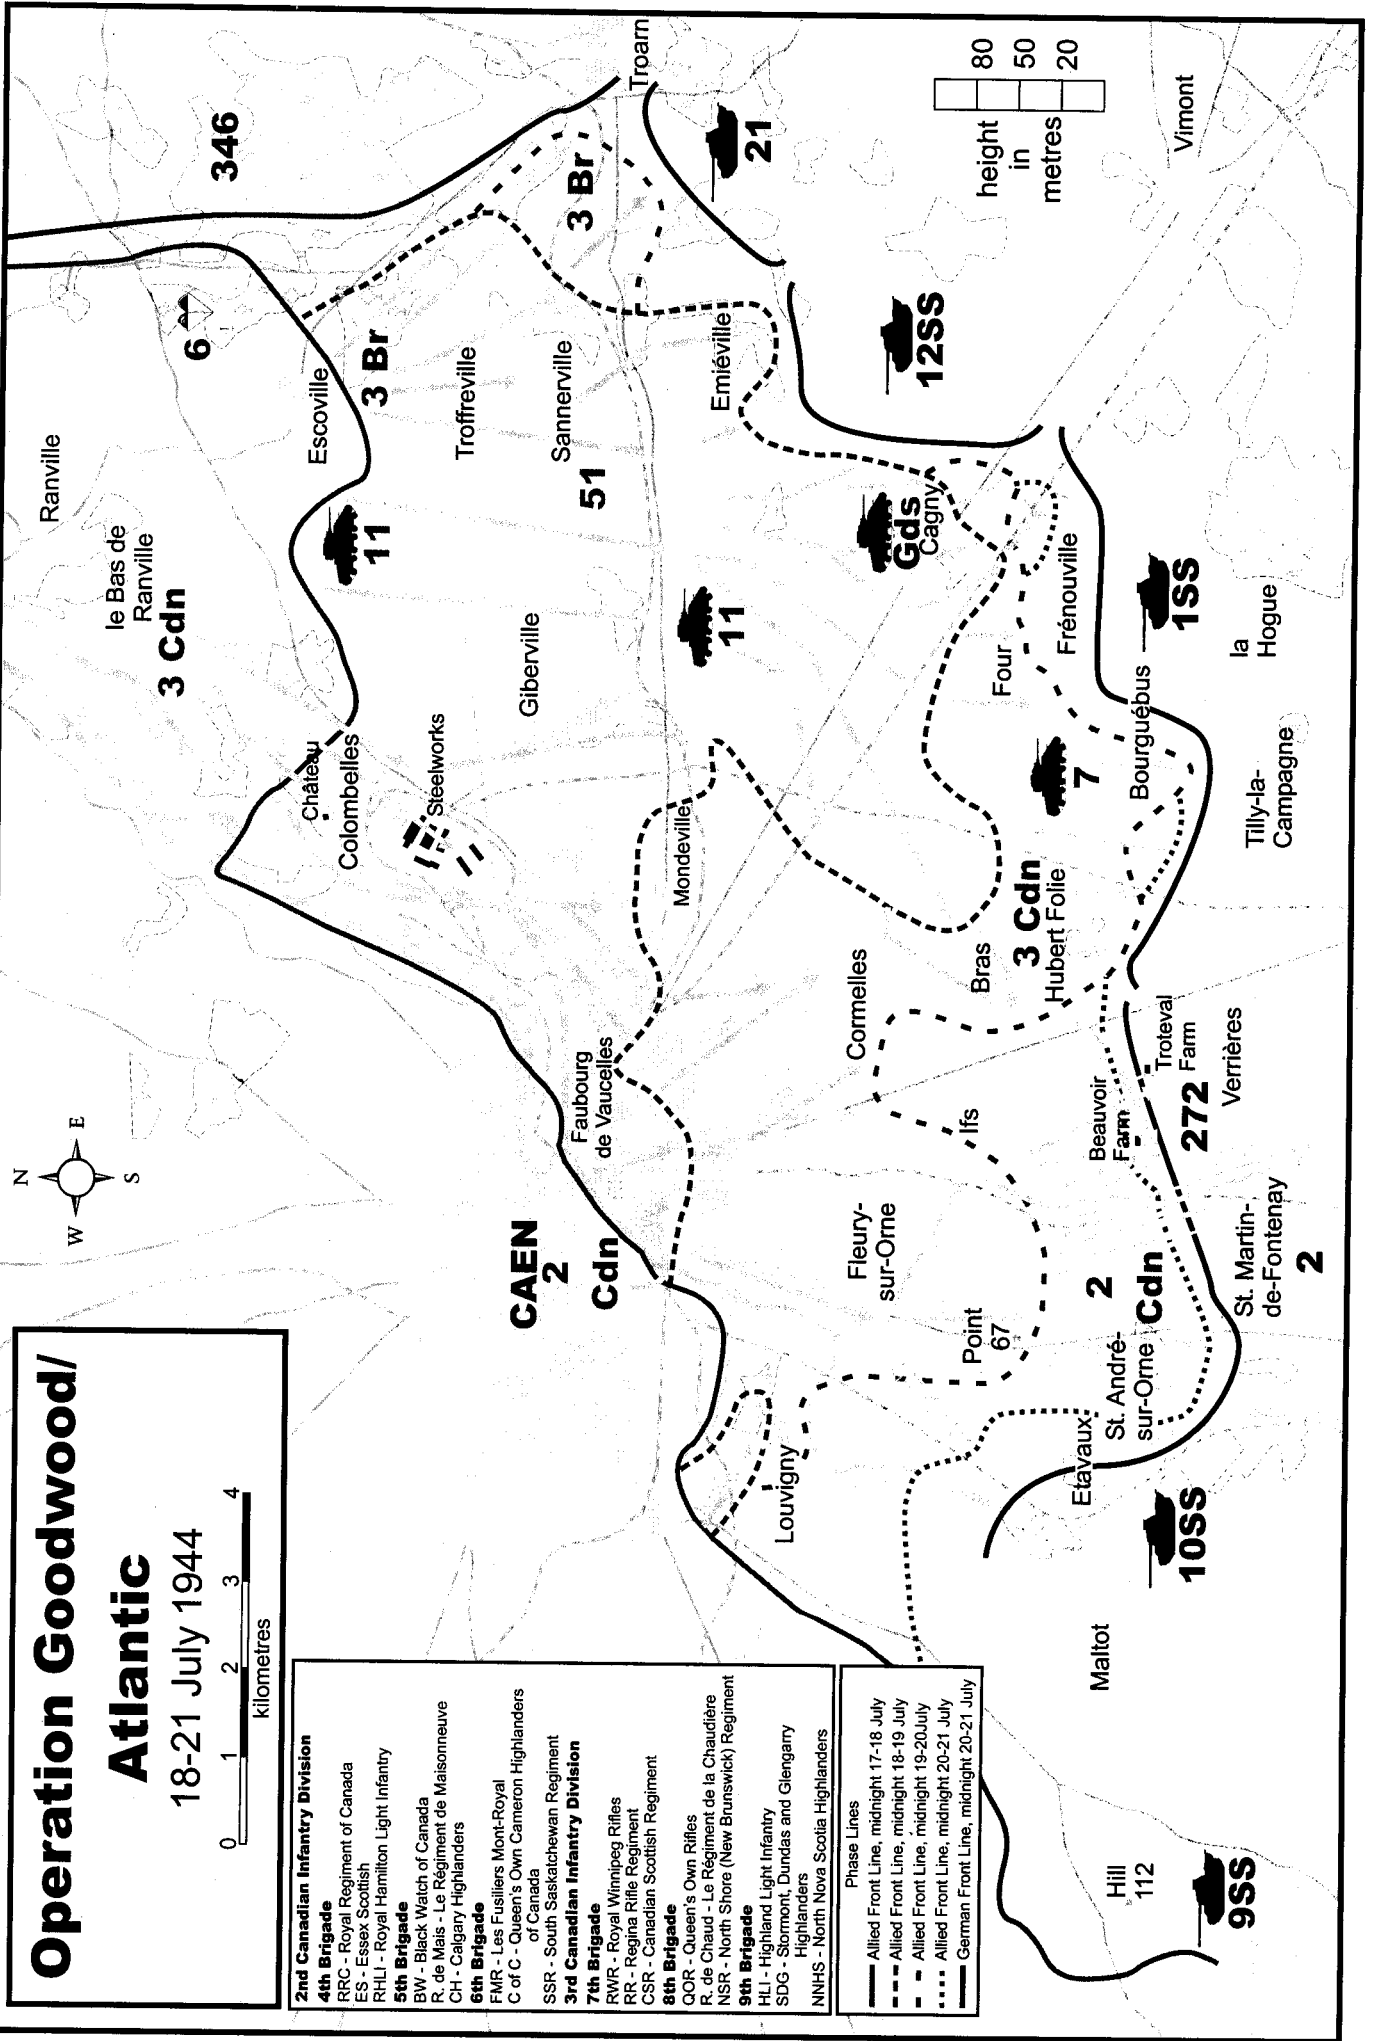 Operation Goodwood/
Atlantic
18-21 July 1944
0 1 2 3 4
kilometres
2nd Canadian Infantry Division
4th Brigade
RRC - Royal Regiment of Canada
ES - Essex Scottish
RHLI - Royal Hamilton Light Infantry
5th Brigade
BW - Black Watch of Canada
R. de Mais - Le Régiment de Maisonneuve
CH - Calgary Highlanders
6th Brigade
FMR - Les Fusiliers Mont-Royal
C of C - Queen's Own Cameron Highlanders
of Canada
SSR - South Saskatchewan Regiment
3rd Canadian Infantry Division
7th Brigade
RWR - Royal Winnipeg Rifles
RR - Regina Rifle Regiment
CSR - Canadian Scottish Regiment
8th Brigade
QOR - Queen's Own Rifles
R. de Chaud - Le Régiment de la Chaudière
NSR - North Shore (New Brunswick) Regiment
9th Brigade
HLI - Highland Light Infantry
SDG - Stormont, Dundas and Glengarry
Highlanders
NNHS - North Nova Scotia Highlanders
Phase Lines
Allied Front Line, midnight 17-18 July
Allied Front Line, midnight 18-19 July
Allied Front Line, midnight 19-20July
Allied Front Line, midnight 20-21 July
German Front Line, midnight 20-21 July
N
E
S
W
Ranville
le Bas de
Ranville
3 Cdn
346
6
Escoville
3 Br
11
Château
Colombelles
Steelworks
Troffreville
Giberville
Sannerville
51
3 Br
Troarn
21
11
Mondeville
Faubourg
de Vaucelles
CAEN
2
Cdn
Emiéville
12SS
Gds
Cagny
Four
Frénouville
1SS
la
Hogue
Vimont
height
in
metres
80
50
20
7
Bourguébus
Tilly-la-
Campagne
3 Cdn
Hubert Folie
Bras
Cormelles
Ifs
Troteval
Farm
Beauvoir
Farm
272
Verrières
Fleury-
sur-Orne
Point
67
2
Cdn
St. André-
sur-Orne
St. Martin-
de-Fontenay
2
Louvigny
Etavaux
10SS
Maltot
Hill
112
9SS